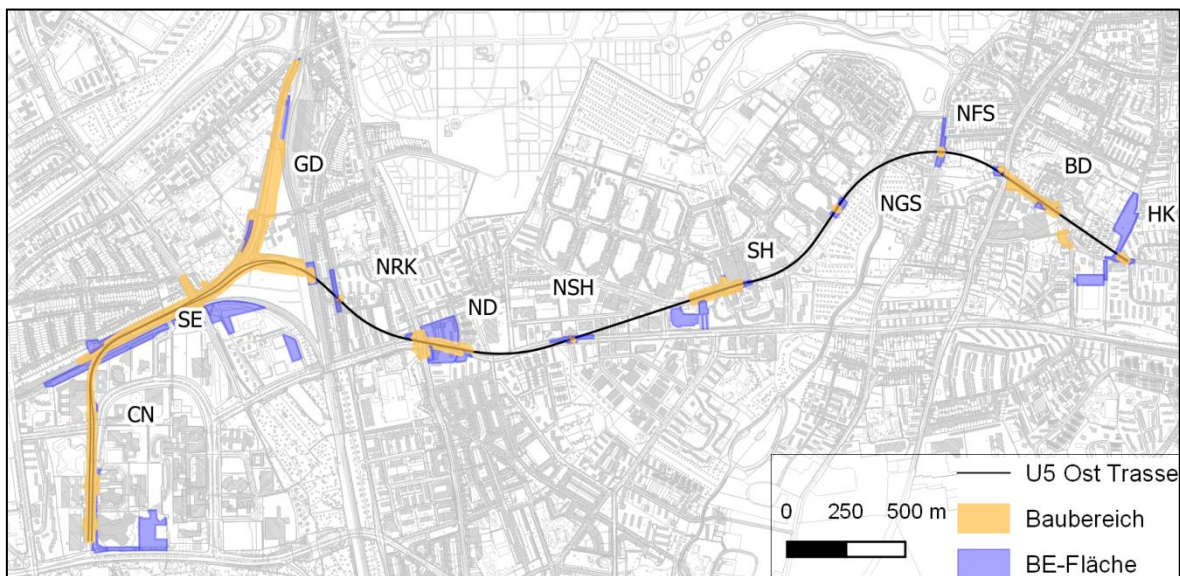 NFS
BD
GD
HK
NGS
NRK
SH
ND
NSH
SE
CN
U5 Ost Trasse
0 250 500 m
Baubereich
BE-Fläche